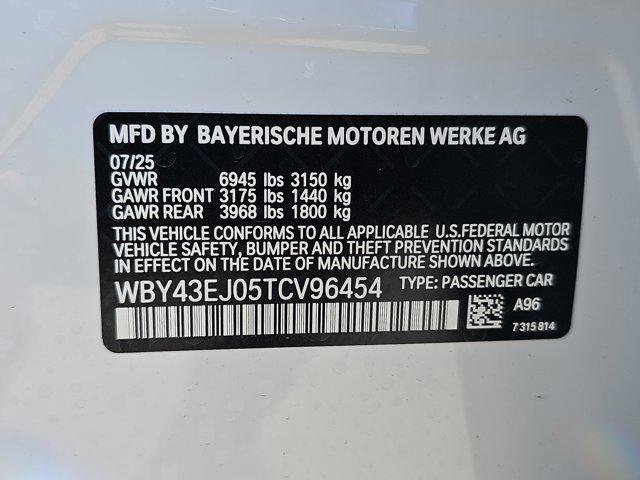 MFD BY BAYERISCHE MOTOREN WERKE AG
07/25
GVWR 6945 lbs 3150 kg
GAWR FRONT 3175 lbs 1440 kg
GAWR REAR 3968 lbs 1800 kg
THIS VEHICLE CONFORMS TO ALL APPLICABLE U.S.FEDERAL MOTOR
VEHICLE SAFETY, BUMPER AND THEFT PREVENTION STANDARDS
IN EFFECT ON THE DATE OF MANUFACTURE SHOWN ABOVE.
WBY43EJ05TCV96454 TYPE: PASSENGER CAR
A96
7 315 814